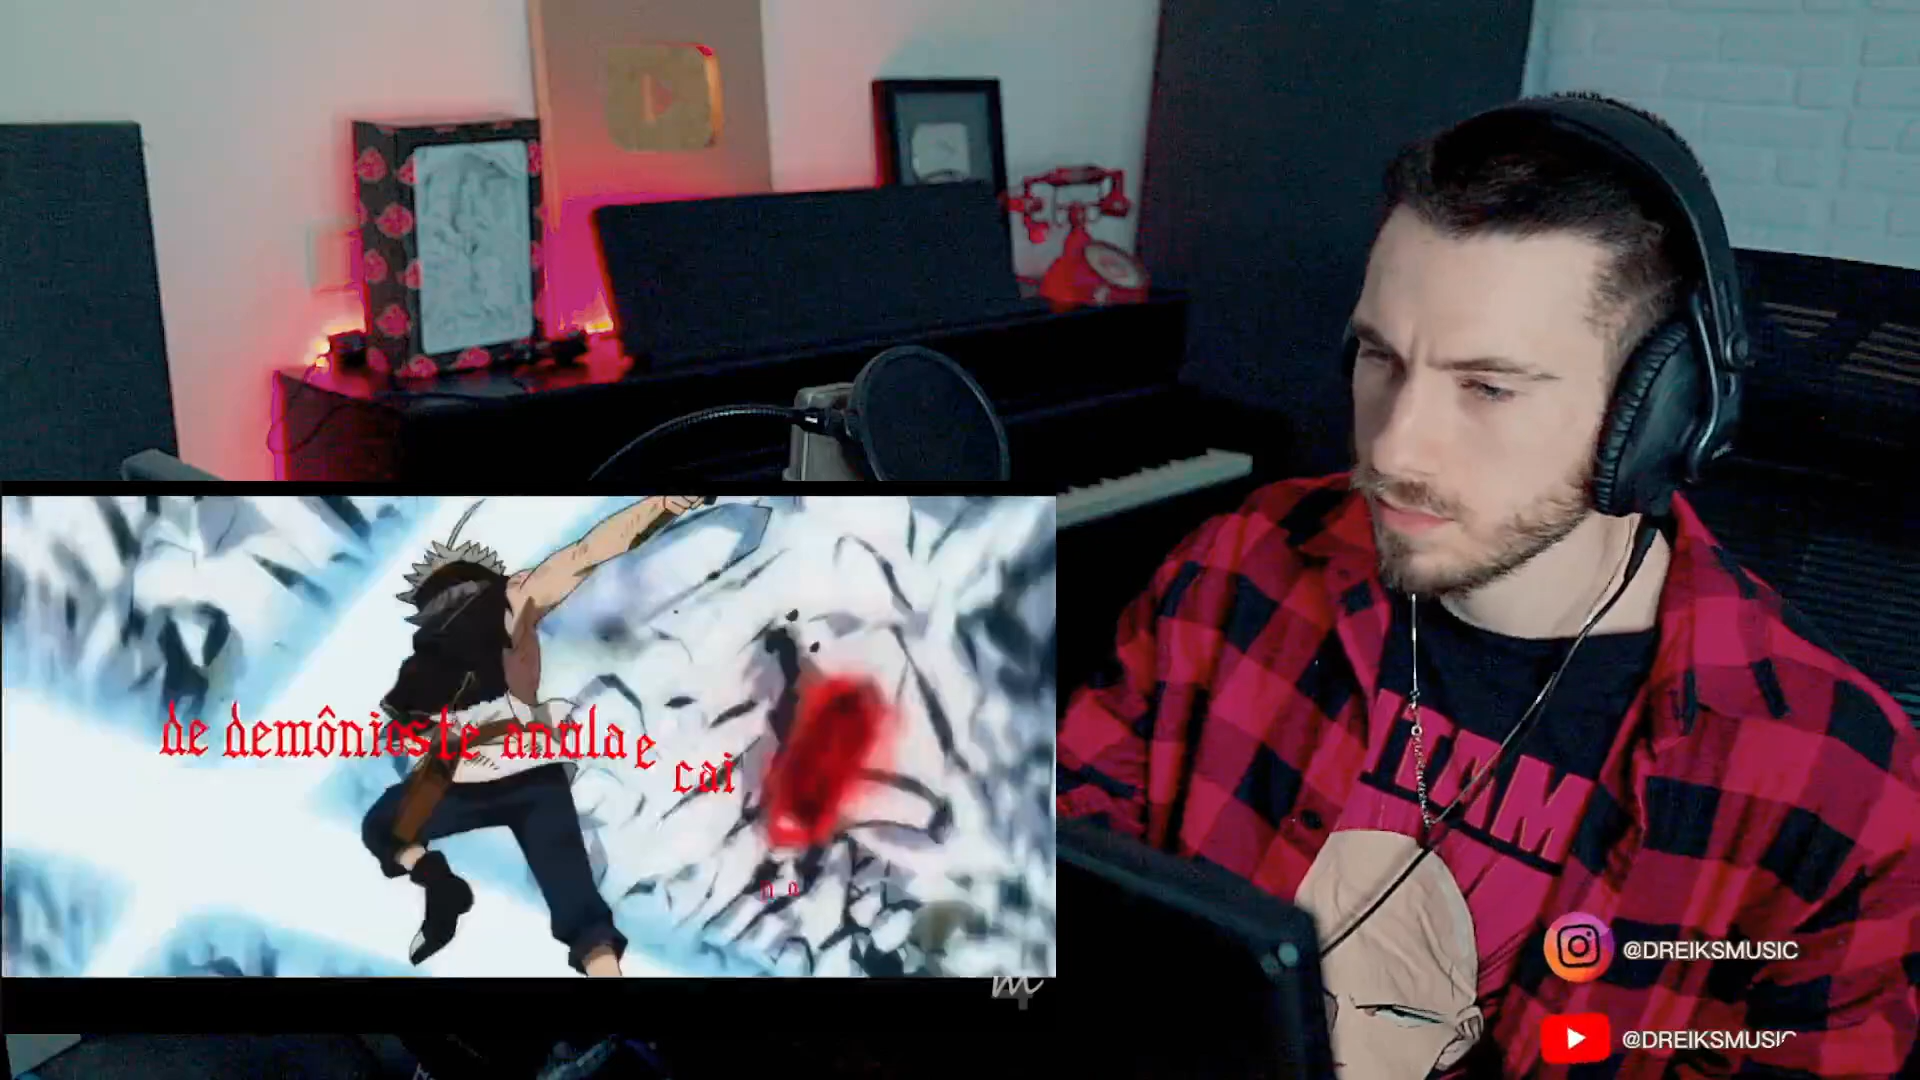 de demônios te anula e
cai
@DREIKSMUSIC
@DREIKSMUSIC